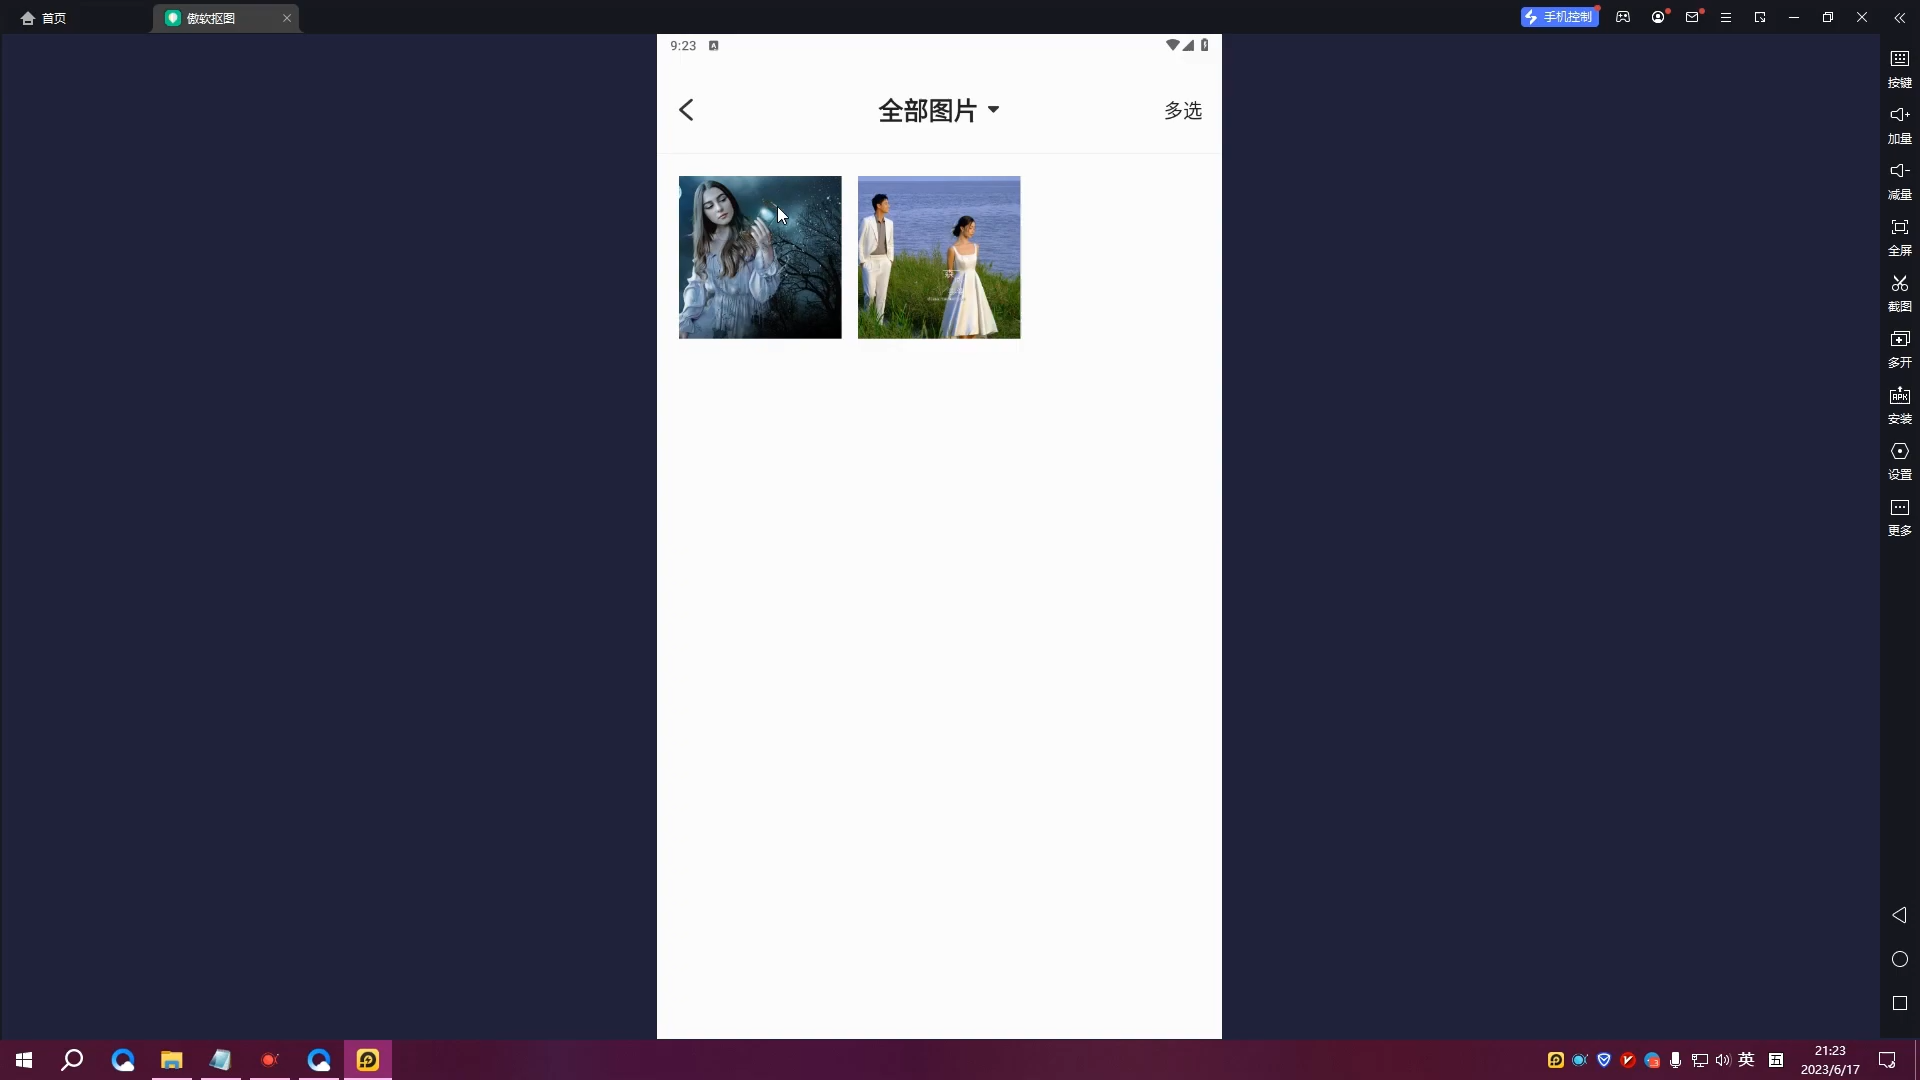 首页
傲软抠图
手机控制
9:23
全部图片
多选
按键
加量
减量
全屏
截图
多开
APK
安装
设置
更多
英
21:23
2023/6/17